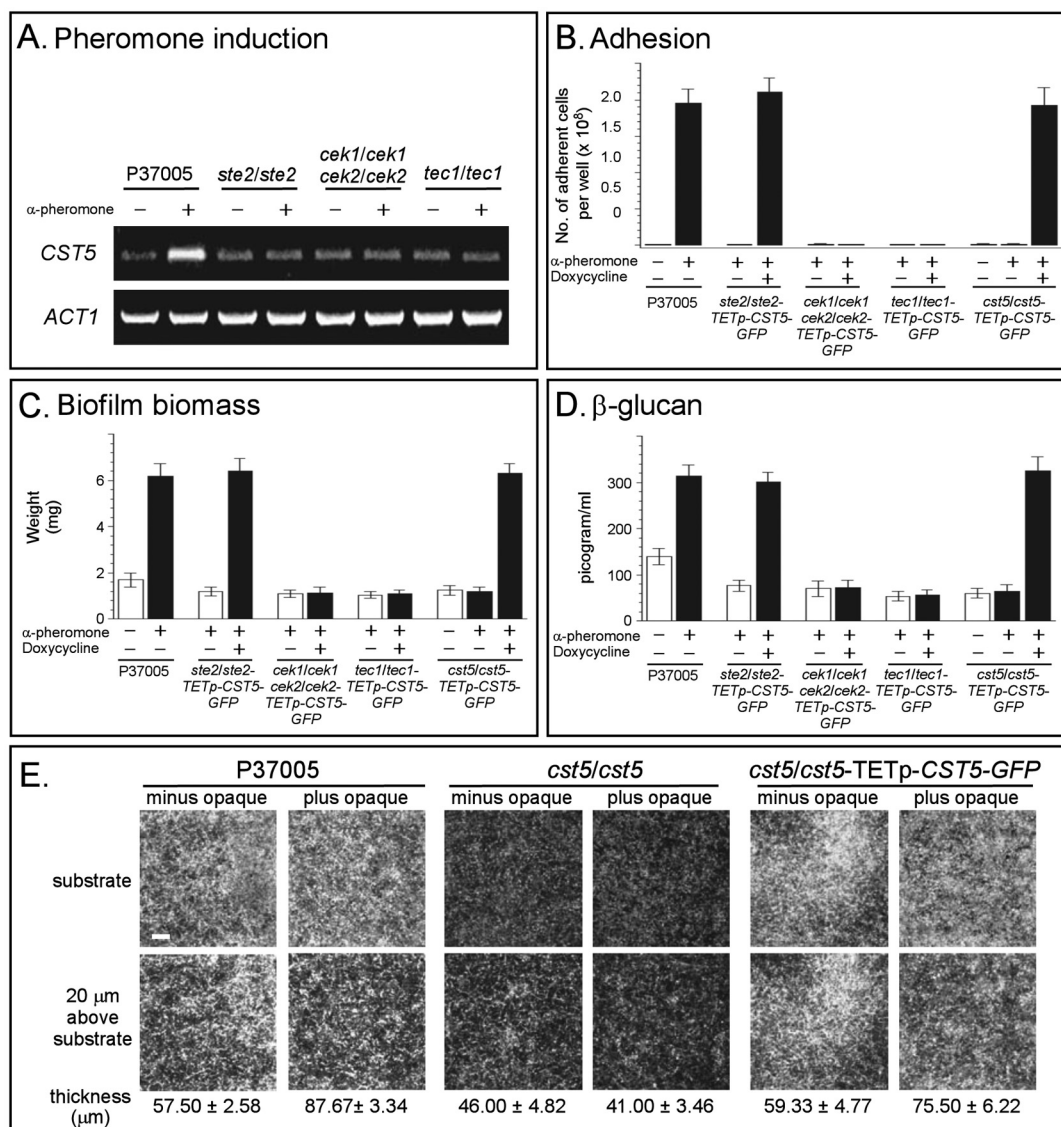 A. Pheromone induction
P37005
ste2/ste2
cek1/cek1
cek2/cek2
tec1/tec1
α-pheromone
− + − + − + − +
CST5
ACT1
B. Adhesion
No. of adherent cells
per well (x 10⁸)
2.0
1.5
1.0
0.5
0
α-pheromone − + + + + + + + − + +
Doxycycline − + − + − + − − +
P37005
ste2/ste2-
TETp-CST5-
GFP
cek1/cek1
cek2/cek2-
TETp-CST5-
GFP
tec1/tec1-
TETp-CST5-
GFP
cst5/cst5-
TETp-CST5-
GFP
C. Biofilm biomass
Weight
(mg)
6
4
2
0
α-pheromone − + + + + + + + − + +
Doxycycline − + − + − + − − +
P37005
ste2/ste2-
TETp-CST5-
GFP
cek1/cek1
cek2/cek2-
TETp-CST5-
GFP
tec1/tec1-
TETp-CST5-
GFP
cst5/cst5-
TETp-CST5-
GFP
D. β-glucan
picogram/ml
300
200
100
0
α-pheromone − + + + + + + + − + +
Doxycycline − + − + − + − − +
P37005
ste2/ste2-
TETp-CST5-
GFP
cek1/cek1
cek2/cek2-
TETp-CST5-
GFP
tec1/tec1-
TETp-CST5-
GFP
cst5/cst5-
TETp-CST5-
GFP
E.
P37005
cst5/cst5
cst5/cst5-TETp-CST5-GFP
minus opaque plus opaque minus opaque plus opaque minus opaque plus opaque
substrate
20 μm
above
substrate
thickness
(μm)
57.50 ± 2.58 87.67± 3.34 46.00 ± 4.82 41.00 ± 3.46 59.33 ± 4.77 75.50 ± 6.22